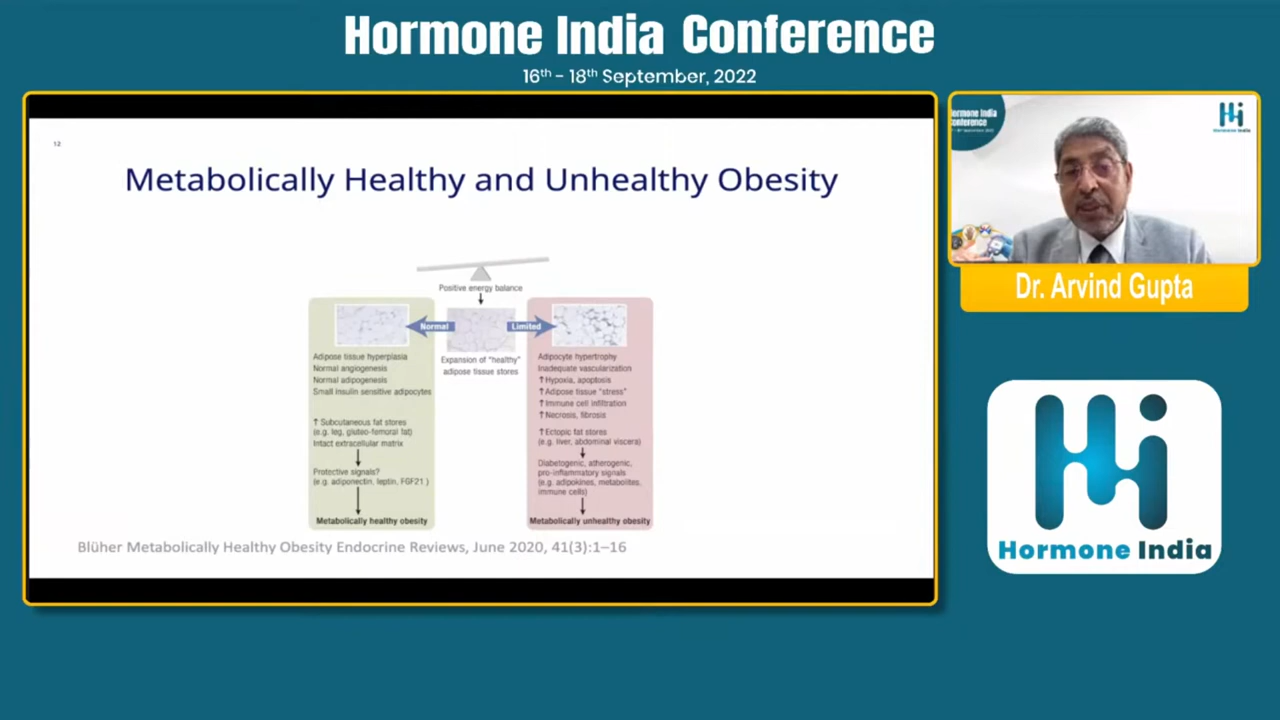 Hormone India Conference
16th - 18th September, 2022
12
Metabolically Healthy and Unhealthy Obesity
Positive energy balance
Normal
Limited
Expansion of "healthy"
adipose tissue stores
Adipose tissue hyperplasia
Normal angiogenesis
Normal adipogenesis
Small insulin sensitive adipocytes
↑ Subcutaneous fat stores
(e.g. leg, gluteo-femoral fat)
Intact extracellular matrix
Protective signals?
(e.g. adiponectin, leptin, FGF21 )
Metabolically healthy obesity
Adipocyte hypertrophy
Inadequate vascularization
↑ Hypoxia, apoptosis
↑ Adipose tissue "stress"
↑ Immune cell infiltration
↑ Necrosis, fibrosis
↑ Ectopic fat stores
(e.g. liver, abdominal viscera)
Diabetogenic, atherogenic,
pro-inflammatory signals
(e.g. adipokines, metabolites,
immune cells)
Metabolically unhealthy obesity
Blüher Metabolically Healthy Obesity Endocrine Reviews, June 2020, 41(3):1–16
Hormone India
Dr. Arvind Gupta
Hormone India